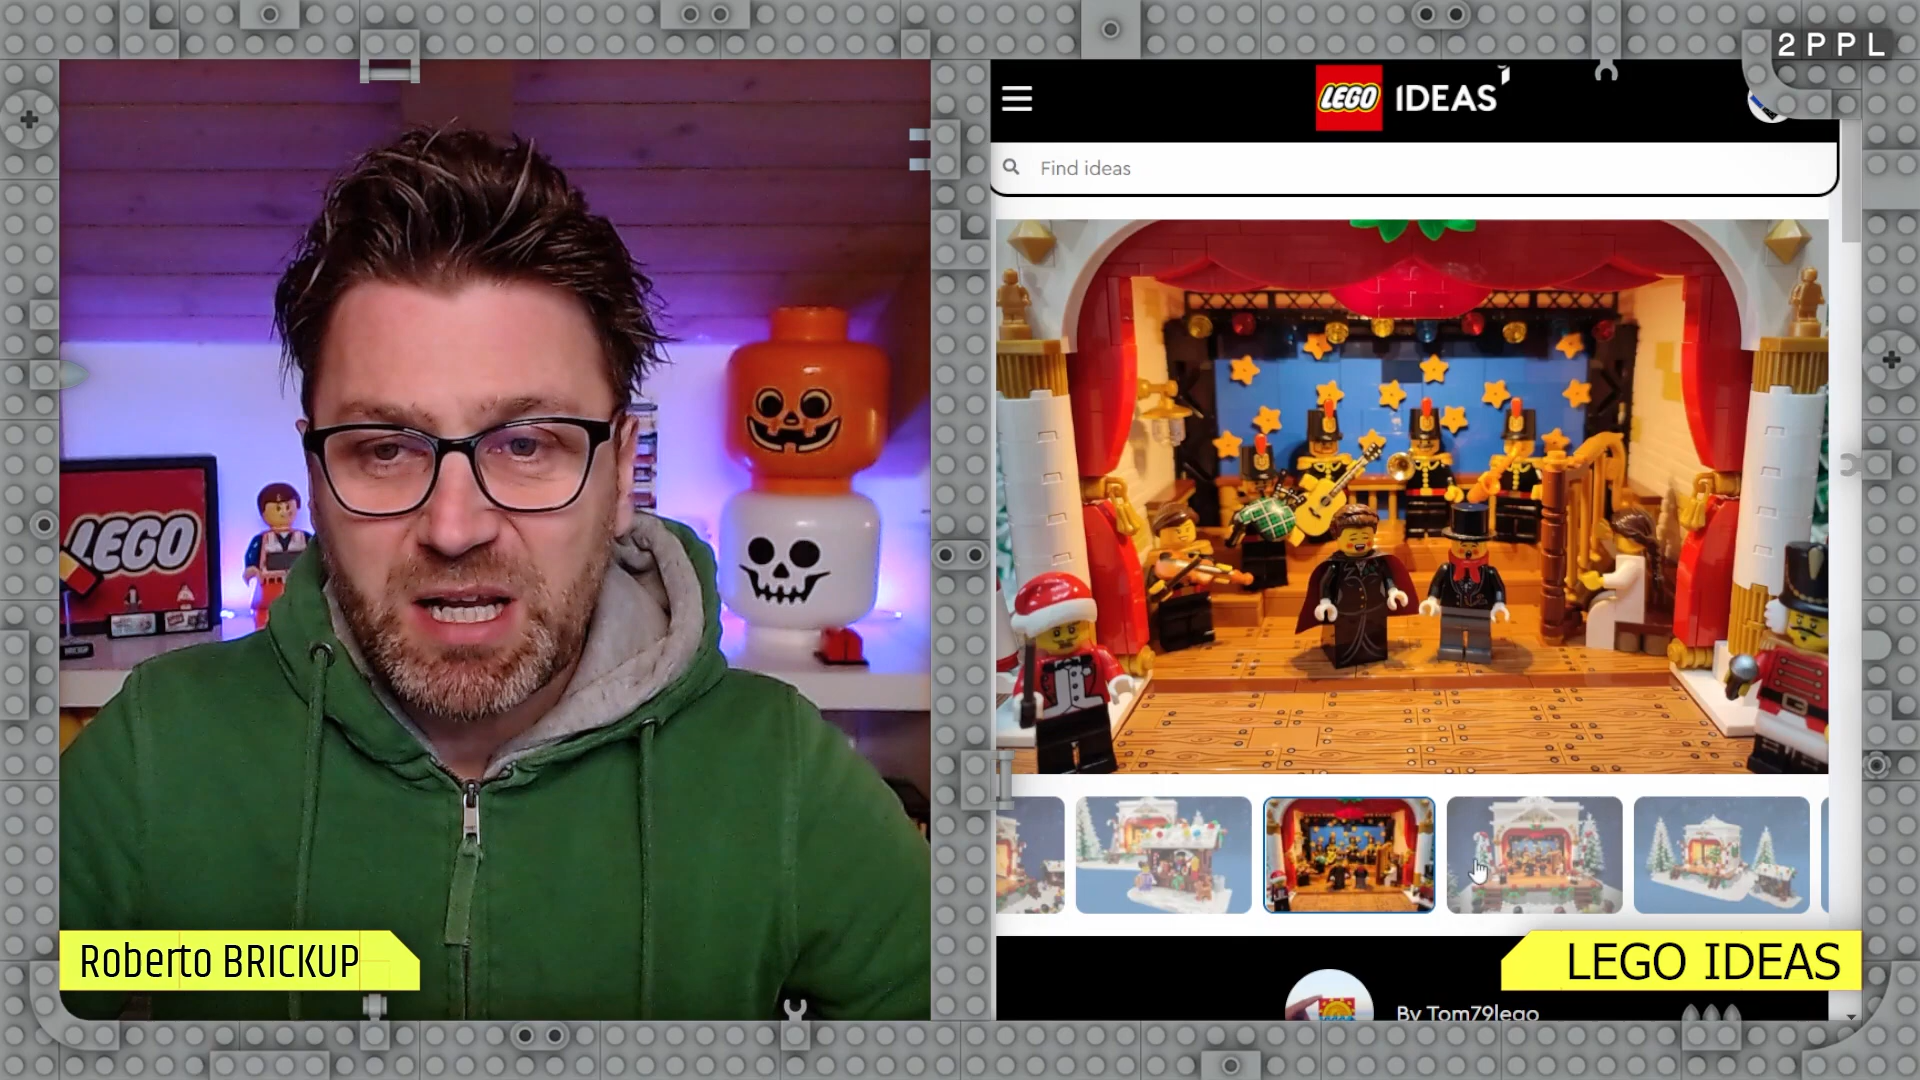 2PPL
LEGO IDEAS
Find ideas
LEGO
Roberto BRICKUP
LEGO IDEAS
By Tom79lego